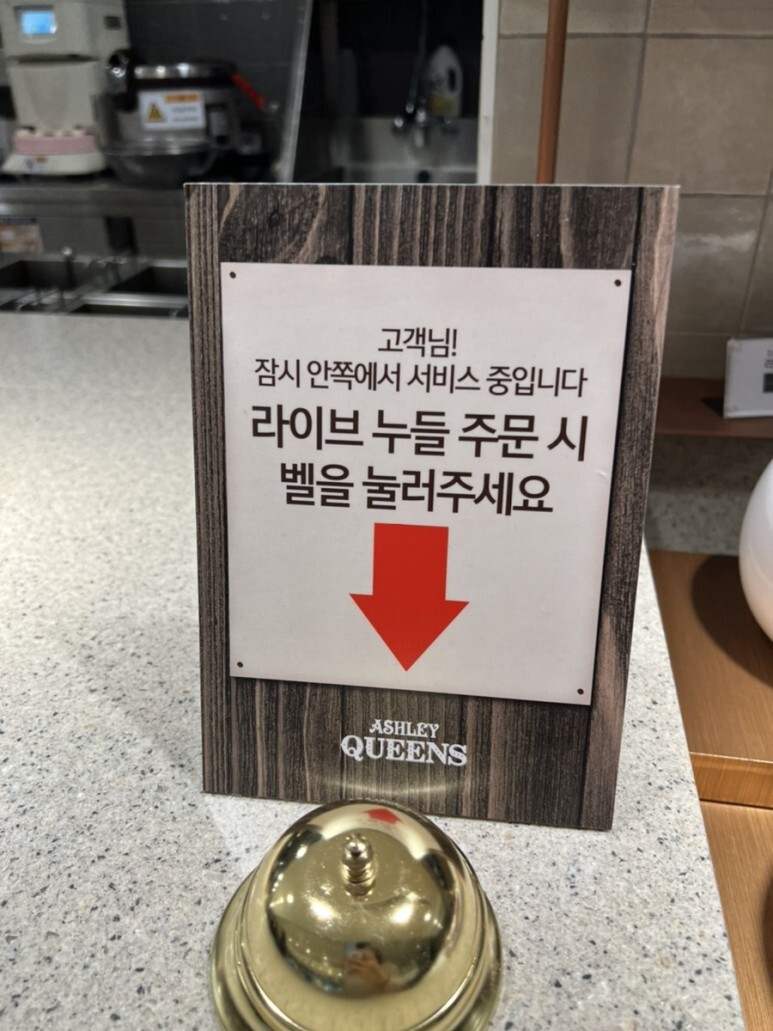 고객님!
잠시 안쪽에서 서비스 중입니다
라이브 누들 주문 시
벨을 눌러주세요
ASHLEY
QUEENS